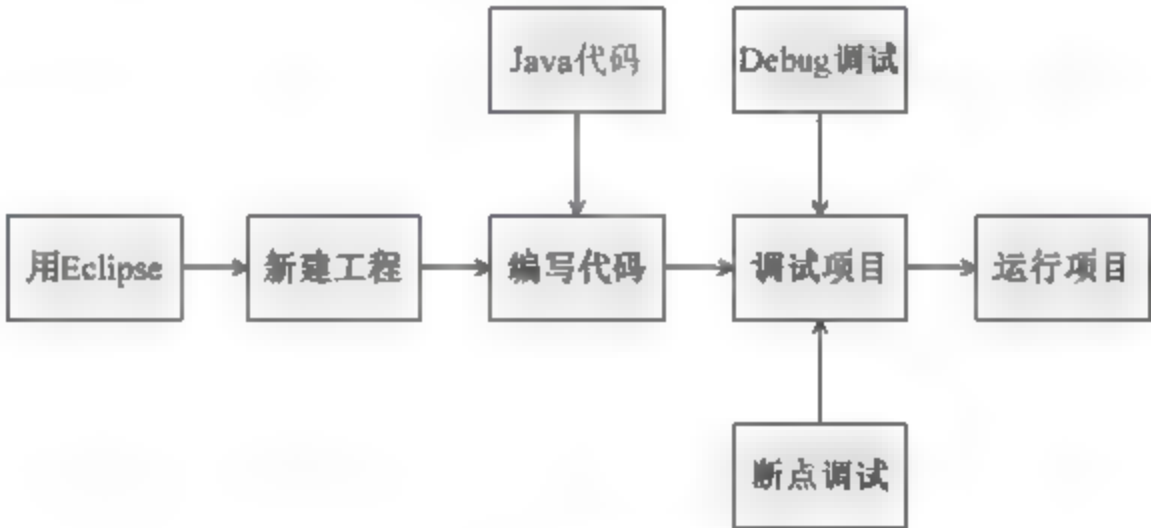 Java代码
Debug调试
用Eclipse
新建工程
编写代码
调试项目
运行项目
断点调试